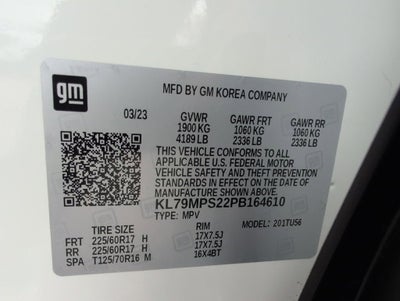 gm
MFD BY GM KOREA COMPANY
03/23 GVWR GAWR FRT GAWR RR
1900 KG 1060 KG 1060 KG
4189 LB 2336 LB 2336 LB
THIS VEHICLE CONFORMS TO ALL
APPLICABLE U.S. FEDERAL MOTOR
VEHICLE SAFETY AND THEFT PREVENTION
STANDARDS IN EFFECT ON THE DATE OF
MANUFACTURE SHOWN ABOVE.
KL79MPS22PB164610
TYPE: MPV MODEL: 201TU56
TIRE SIZE RIM
FRT 225/60R17 H 17X7.5J
RR 225/60R17 H 17X7.5J
SPA T125/70R16 M 16X4BT